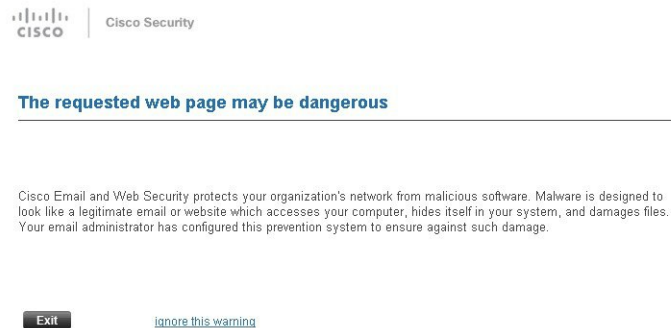 CISCO
Cisco Security
The requested web page may be dangerous
Cisco Email and Web Security protects your organization's network from malicious software. Malware is designed to
look like a legitimate email or website which accesses your computer, hides itself in your system, and damages files.
Your email administrator has configured this prevention system to ensure against such damage.
Exit
ignore this warning